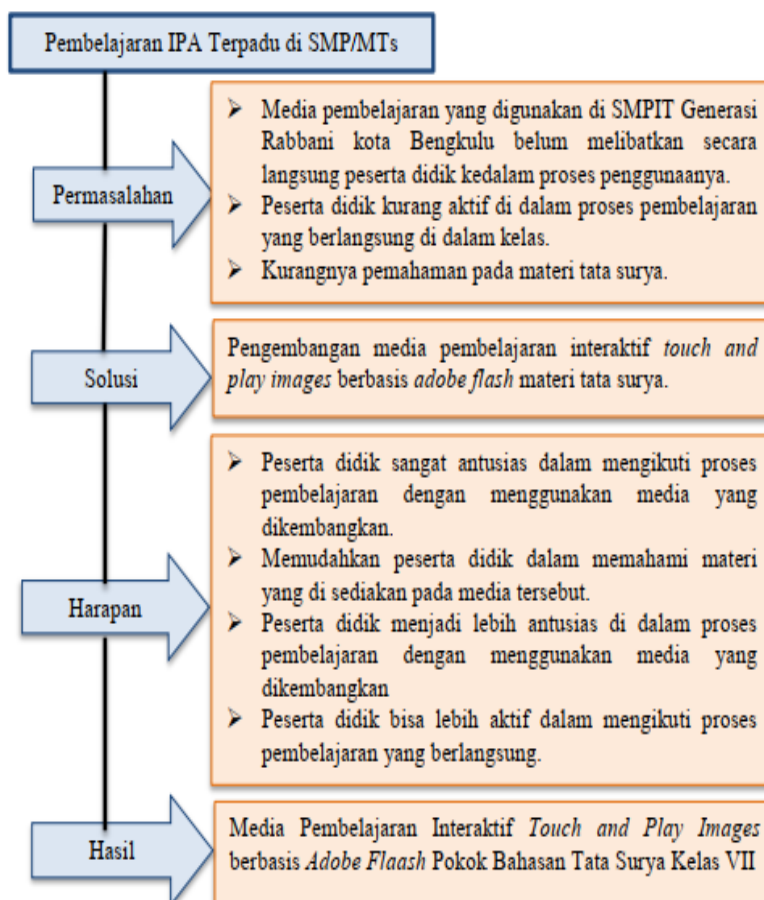 Pembelajaran IPA Terpadu di SMP/MTs
Permasalahan
➢ Media pembelajaran yang digunakan di SMPIT Generasi
Rabbani kota Bengkulu belum melibatkan secara
langsung peserta didik kedalam proses penggunaanya.
➢ Peserta didik kurang aktif di dalam proses pembelajaran
yang berlangsung di dalam kelas.
➢ Kurangnya pemahaman pada materi tata surya.
Solusi
Pengembangan media pembelajaran interaktif touch and
play images berbasis adobe flash materi tata surya.
Harapan
➢ Peserta didik sangat antusias dalam mengikuti proses
pembelajaran dengan menggunakan media yang
dikembangkan.
➢ Memudahkan peserta didik dalam memahami materi
yang di sediakan pada media tersebut.
➢ Peserta didik menjadi lebih antusias di dalam proses
pembelajaran dengan menggunakan media yang
dikembangkan
➢ Peserta didik bisa lebih aktif dalam mengikuti proses
pembelajaran yang berlangsung.
Hasil
Media Pembelajaran Interaktif Touch and Play Images
berbasis Adobe Flaash Pokok Bahasan Tata Surya Kelas VII